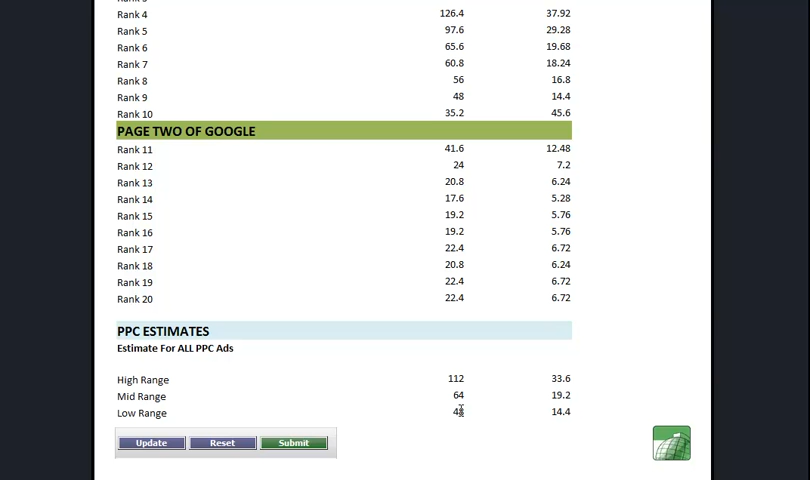 Rank 4 126.4 37.92
Rank 5 97.6 29.28
Rank 6 65.6 19.68
Rank 7 60.8 18.24
Rank 8 56 16.8
Rank 9 48 14.4
Rank 10 35.2 45.6
PAGE TWO OF GOOGLE
Rank 11 41.6 12.48
Rank 12 24 7.2
Rank 13 20.8 6.24
Rank 14 17.6 5.28
Rank 15 19.2 5.76
Rank 16 19.2 5.76
Rank 17 22.4 6.72
Rank 18 20.8 6.24
Rank 19 22.4 6.72
Rank 20 22.4 6.72
PPC ESTIMATES
Estimate For ALL PPC Ads
High Range 112 33.6
Mid Range 64 19.2
Low Range 14.4
Update Reset Submit